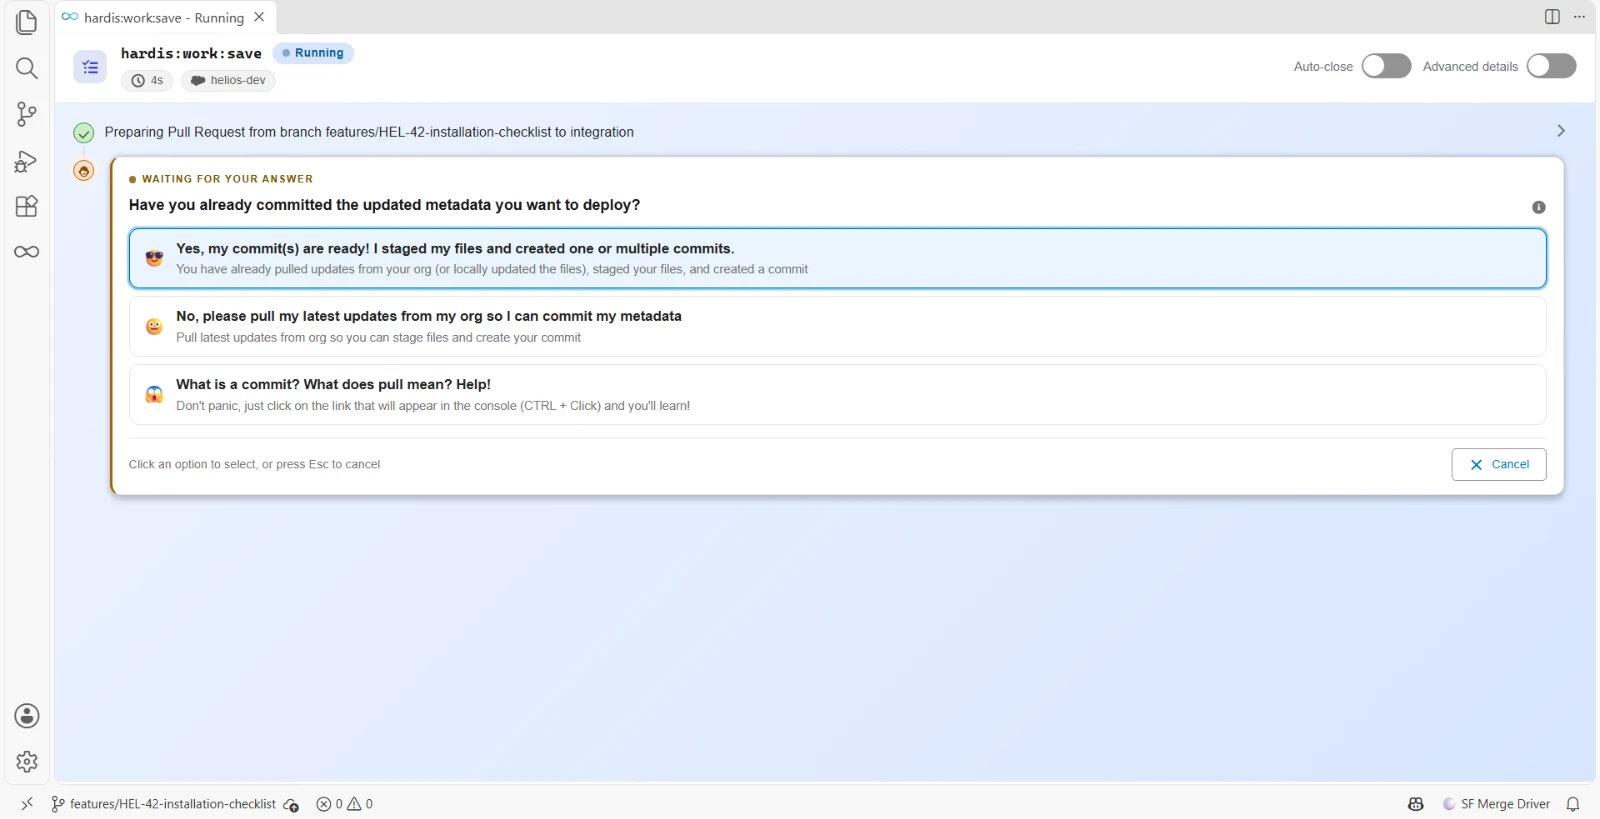 hardis:work:save - Running
hardis:work:save
Running
4s
helios-dev
Auto-close
Advanced details
Preparing Pull Request from branch features/HEL-42-installation-checklist to integration
WAITING FOR YOUR ANSWER
Have you already committed the updated metadata you want to deploy?
Yes, my commit(s) are ready! I staged my files and created one or multiple commits.
You have already pulled updates from your org (or locally updated the files), staged your files, and created a commit
No, please pull my latest updates from my org so I can commit my metadata
Pull latest updates from org so you can stage files and create your commit
What is a commit? What does pull mean? Help!
Don't panic, just click on the link that will appear in the console (CTRL + Click) and you'll learn!
Click an option to select, or press Esc to cancel
Cancel
features/HEL-42-installation-checklist
0
0
SF Merge Driver